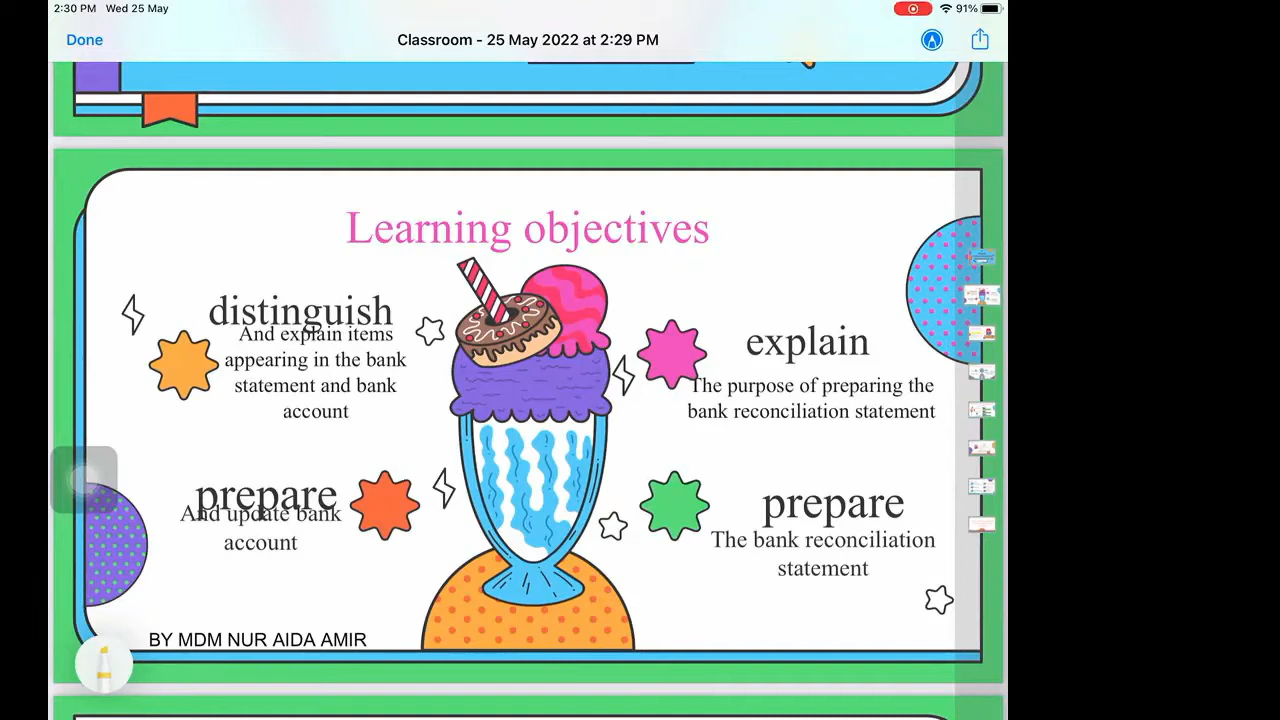 2:30 PM Wed 25 May
91%
Done
Classroom - 25 May 2022 at 2:29 PM
Learning objectives
distinguish
And explain items
appearing in the bank
statement and bank
account
explain
The purpose of preparing the
bank reconciliation statement
prepare
And update bank
account
prepare
The bank reconciliation
statement
BY MDM NUR AIDA AMIR